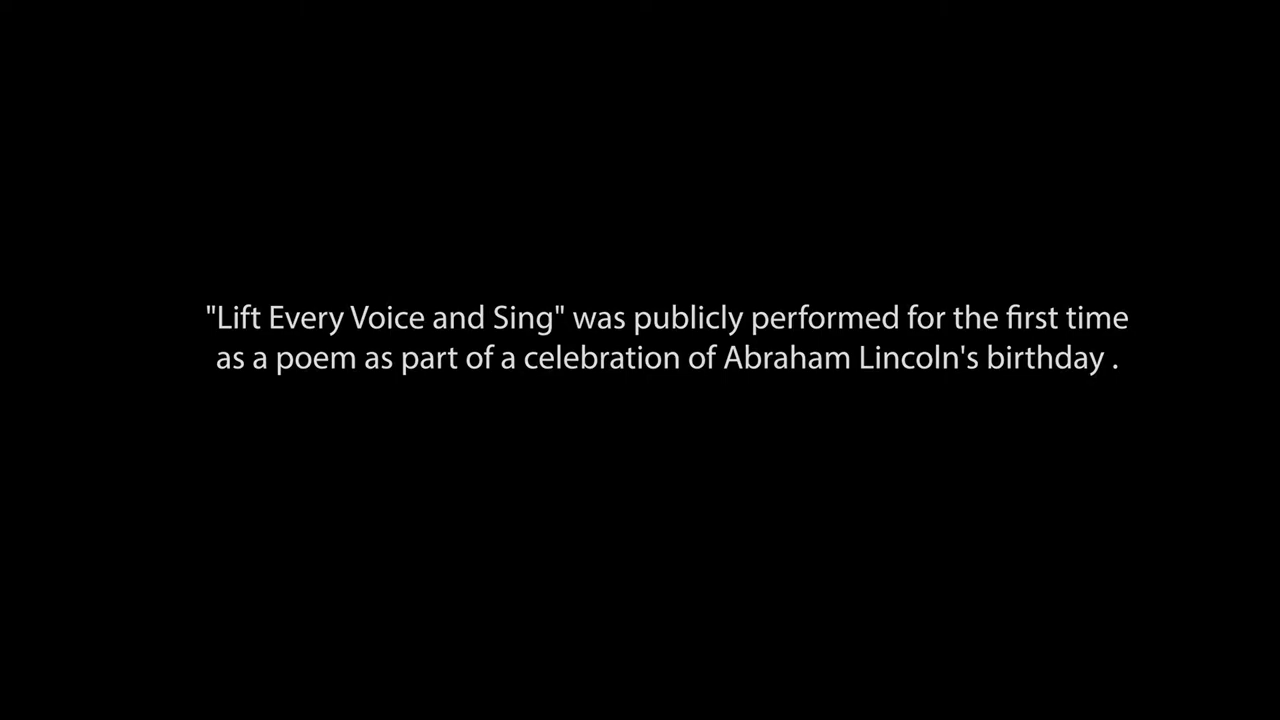 "Lift Every Voice and Sing" was publicly performed for the first time
as a poem as part of a celebration of Abraham Lincoln's birthday .